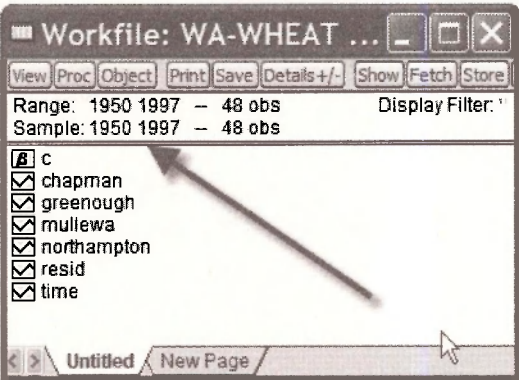 Workfile: WA-WHEAT ...
View Proc Object Print Save Details+/- Show Fetch Store
Range: 1950 1997 -- 48 obs Display Filter: *
Sample: 1950 1997 -- 48 obs
β c
chapman
greenough
mullewa
northampton
resid
time
< > Untitled New Page